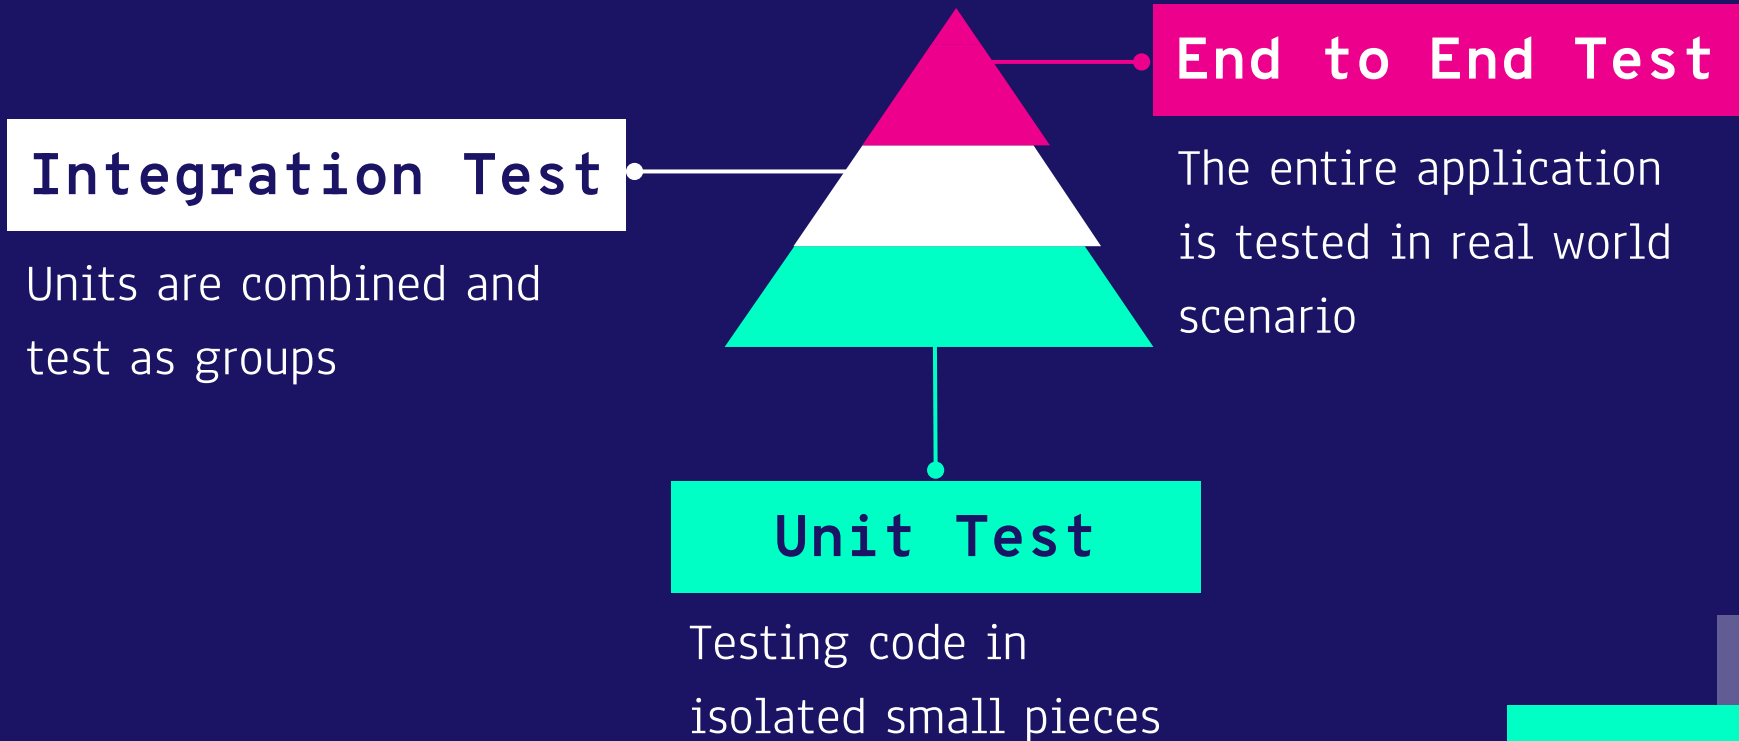 End to End Test
The entire application
is tested in real world
scenario
Integration Test
Units are combined and
test as groups
Unit Test
Testing code in
isolated small pieces